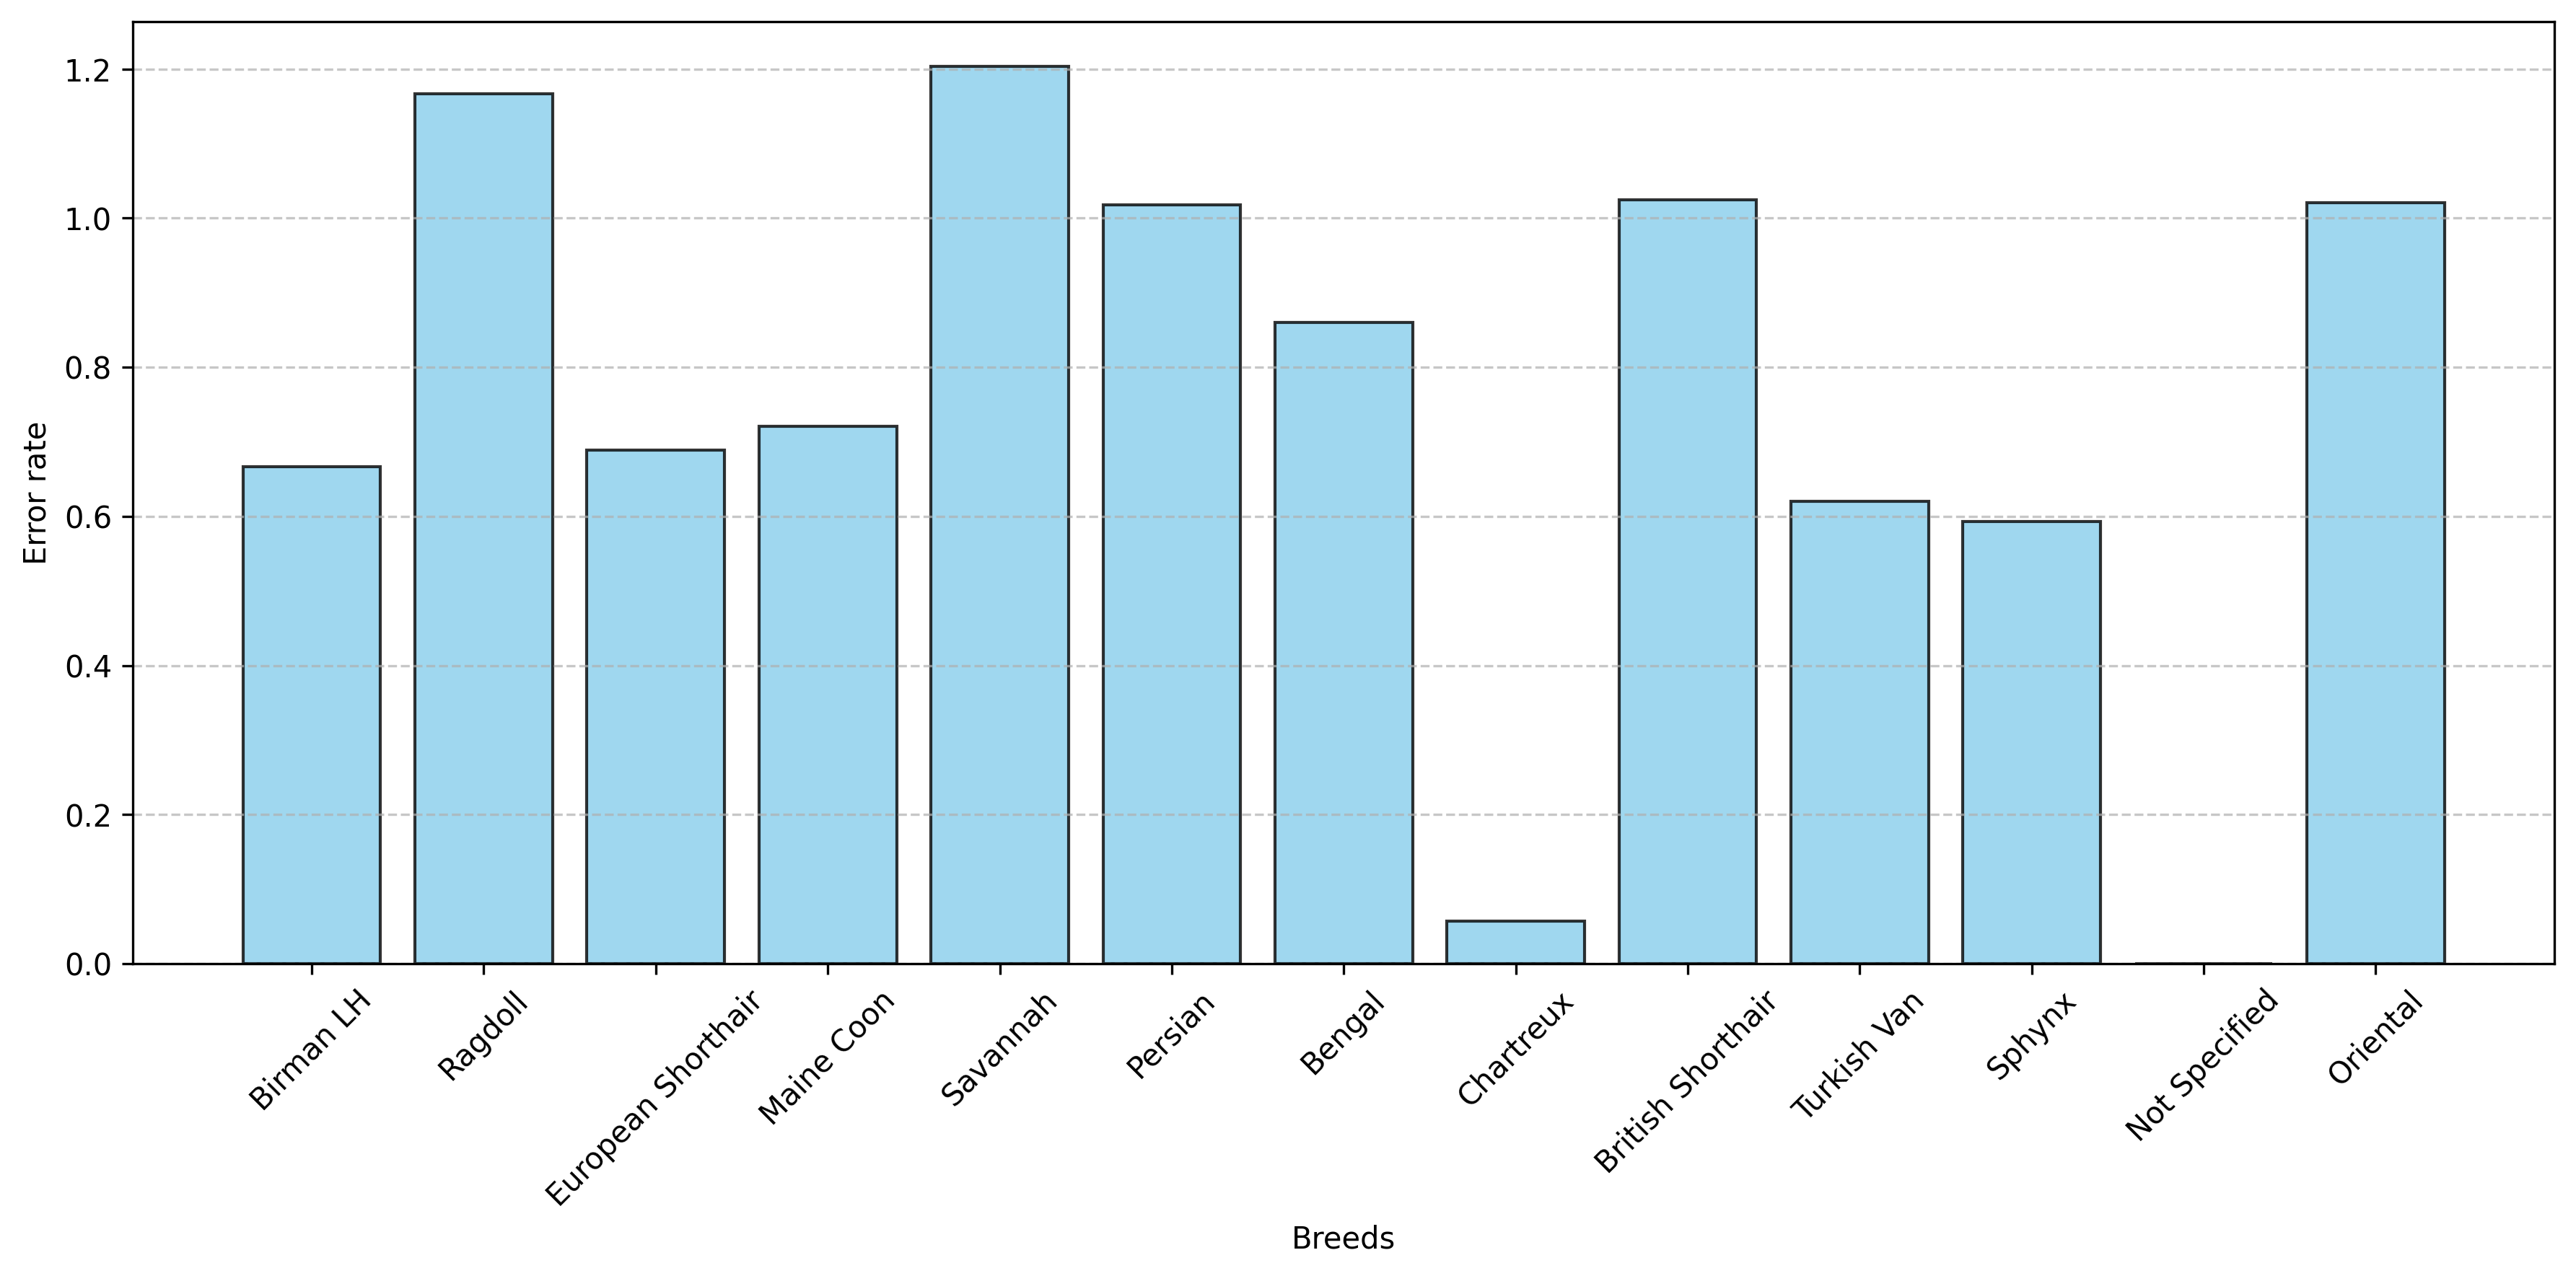 Error rate
1.2
1.0
0.8
0.6
0.4
0.2
0.0
Birman LH
Ragdoll
European Shorthair
Maine Coon
Savannah
Persian
Bengal
Chartreux
British Shorthair
Turkish Van
Sphynx
Not Specified
Oriental
Breeds